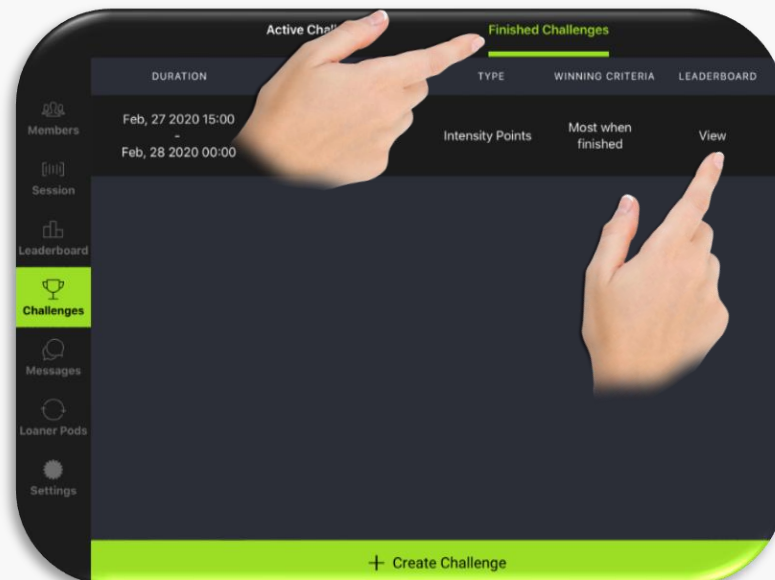 Active Chal
Finished Challenges
DURATION
TYPE
WINNING CRITERIA
LEADERBOARD
Feb, 27 2020 15:00
-
Feb, 28 2020 00:00
Intensity Points
Most when
finished
View
Members
Session
Leaderboard
Challenges
Messages
Loaner Pods
Settings
+ Create Challenge